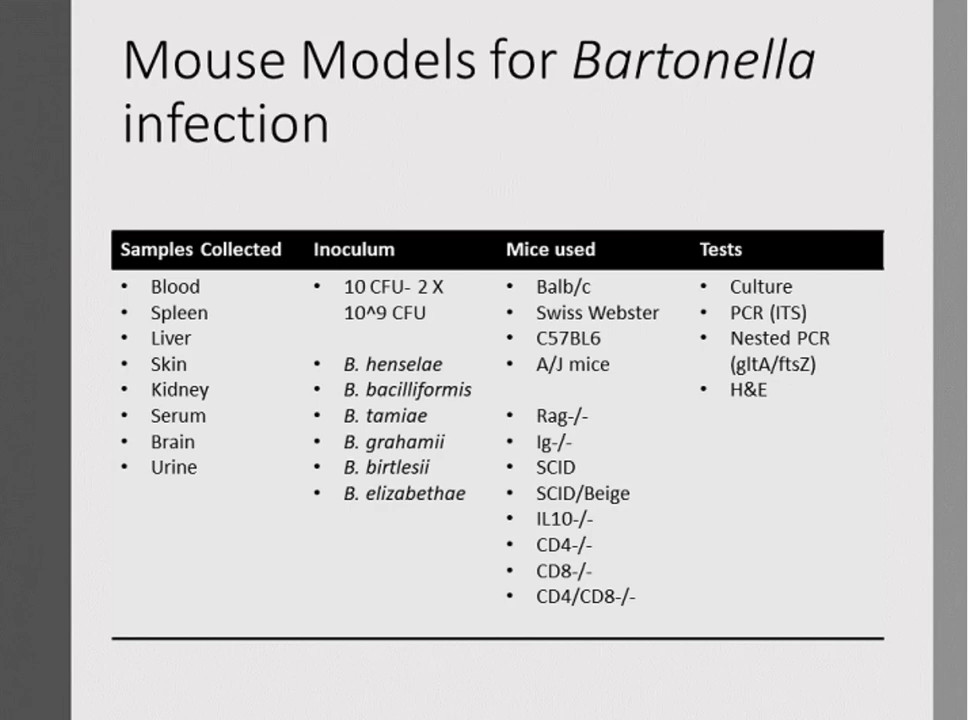 Mouse Models for Bartonella
infection
Samples Collected
• Blood
• Spleen
• Liver
• Skin
• Kidney
• Serum
• Brain
• Urine
Inoculum
• 10 CFU- 2 X
10^9 CFU
• B. henselae
• B. bacilliformis
• B. tamiae
• B. grahamii
• B. birtlesii
• B. elizabethae
Mice used
• Balb/c
• Swiss Webster
• C57BL6
• A/J mice
• Rag-/-
• Ig-/-
• SCID
• SCID/Beige
• IL10-/-
• CD4-/-
• CD8-/-
• CD4/CD8-/-
Tests
• Culture
• PCR (ITS)
• Nested PCR
(gltA/ftsZ)
• H&E